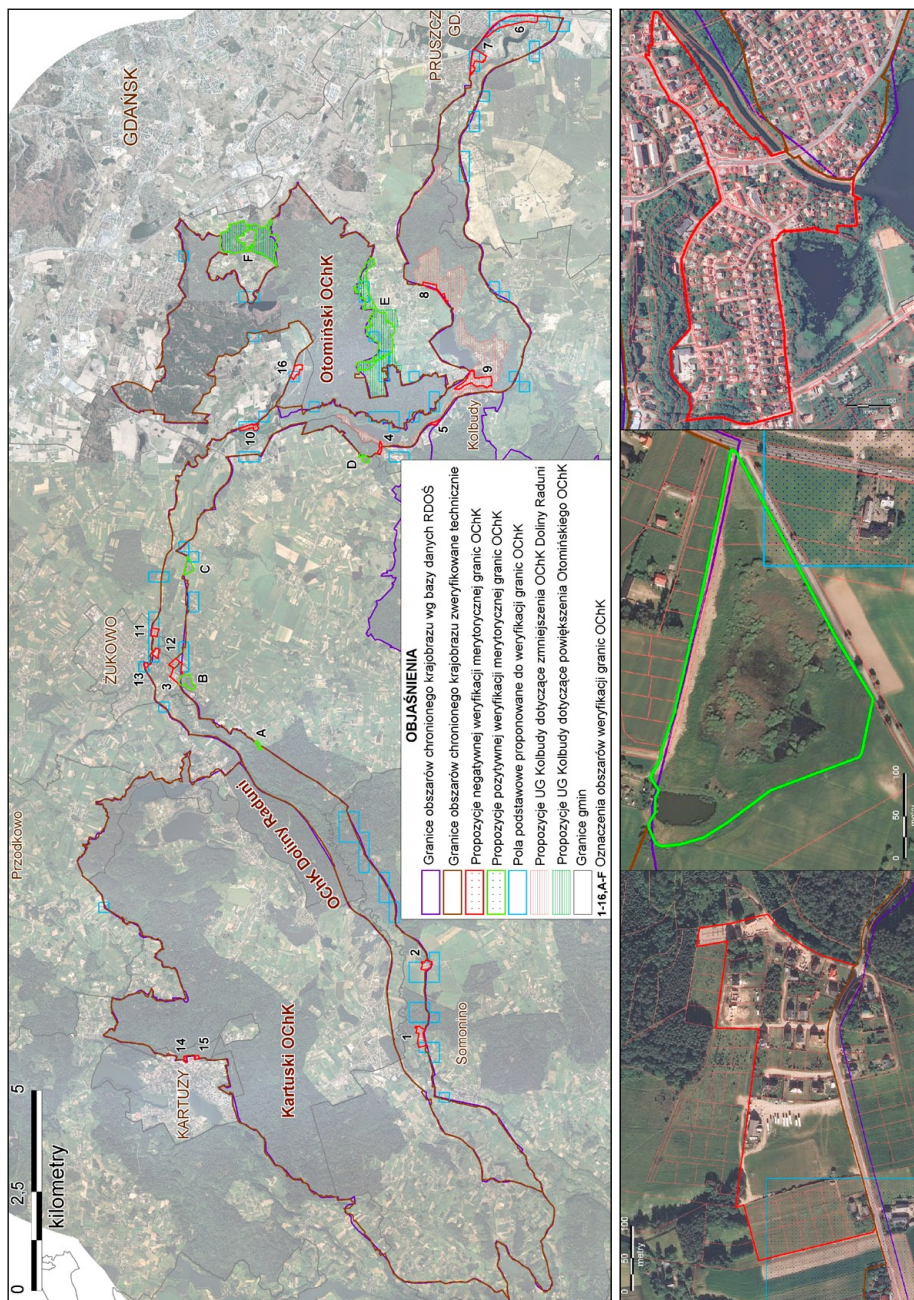 0
2,5
5
kilometry
Przodkowo
GDAŃSK
ŻUKOWO
PRUSZCZ
GD.
KARTUZY
Kartuski OChK
OChK Doliny Raduni
Otomiński OChK
Somonino
Kolbudy
14
15
1
2
A
B
3
12
13
11
C
10
16
D
4
5
9
8
E
F
7
6
OBJAŚNIENIA
Granice obszarów chronionego krajobrazu wg bazy danych RDOŚ
Granice obszarów chronionego krajobrazu zweryfikowane technicznie
Propozycje negatywnej weryfikacji merytorycznej granic OChK
Propozycje pozytywnej weryfikacji merytorycznej granic OChK
Pola podstawowe proponowane do weryfikacji granic OChK
Propozycje UG Kolbudy dotyczące zmniejszenia OChK Doliny Raduni
Propozycje UG Kolbudy dotyczące powiększenia Otomińskiego OChK
Granice gmin
1-16,A-F Oznaczenia obszarów weryfikacji granic OChK
0 50 100
metry
0 50 100